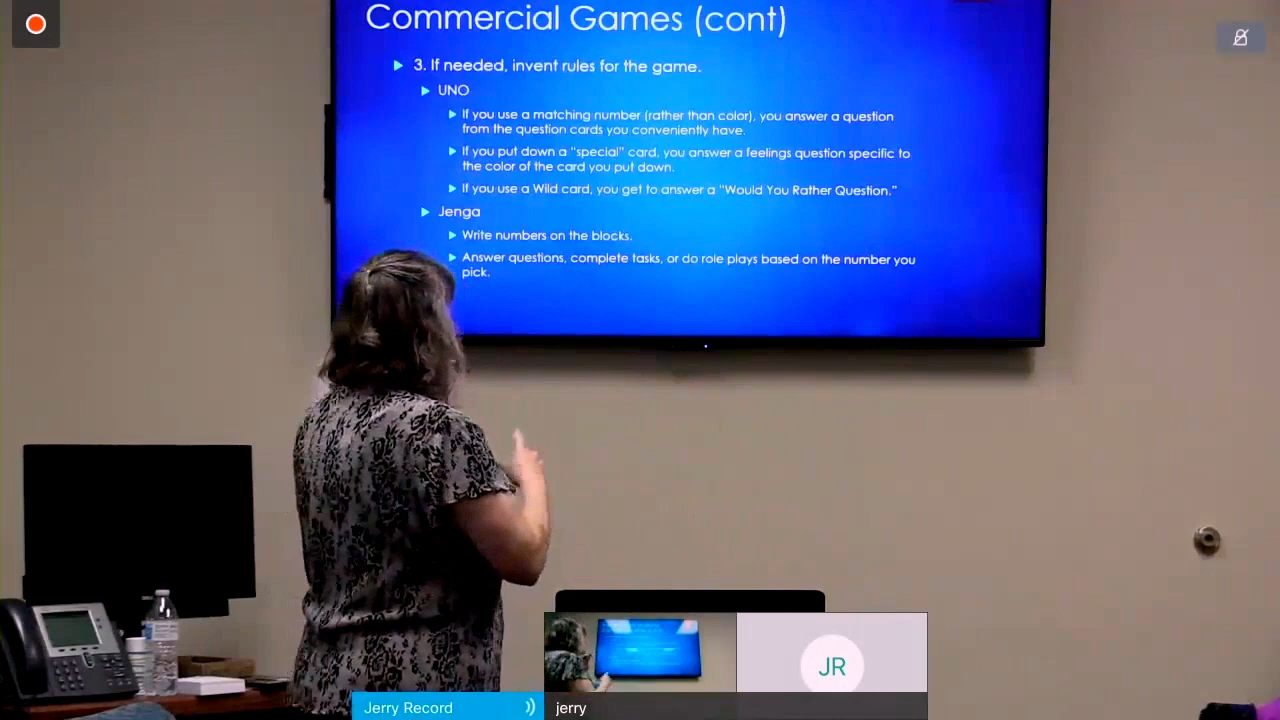 Commercial Games (cont)
3. If needed, invent rules for the game.
UNO
If you use a matching number (rather than color), you answer a question
from the question cards you conveniently have.
If you put down a "special" card, you answer a feelings question specific to
the color of the card you put down.
If you use a Wild card, you get to answer a "Would You Rather Question."
Jenga
Write numbers on the blocks.
Answer questions, complete tasks, or do role plays based on the number you
pick.
JR
Jerry Record
jerry